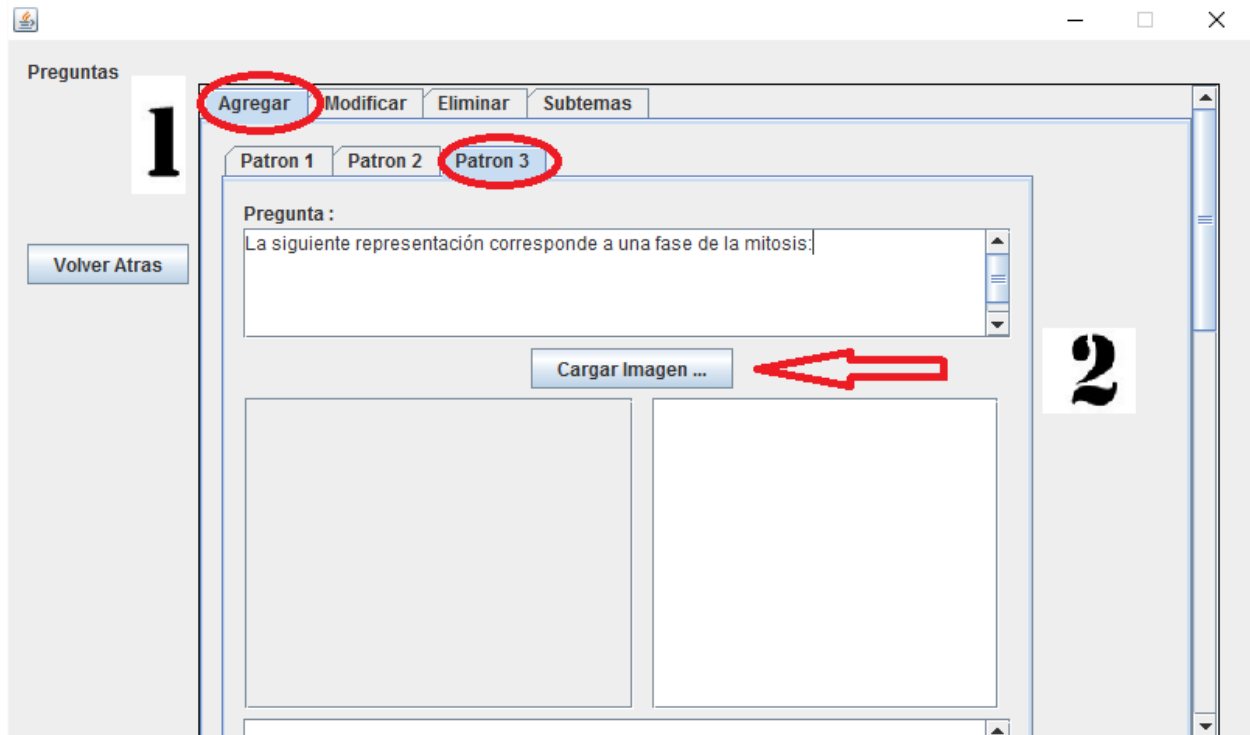 Preguntas
1
Agregar Modificar Eliminar Subtemas
Patron 1 Patron 2 Patron 3
Pregunta :
La siguiente representación corresponde a una fase de la mitosis:
Volver Atras
Cargar Imagen ...
2